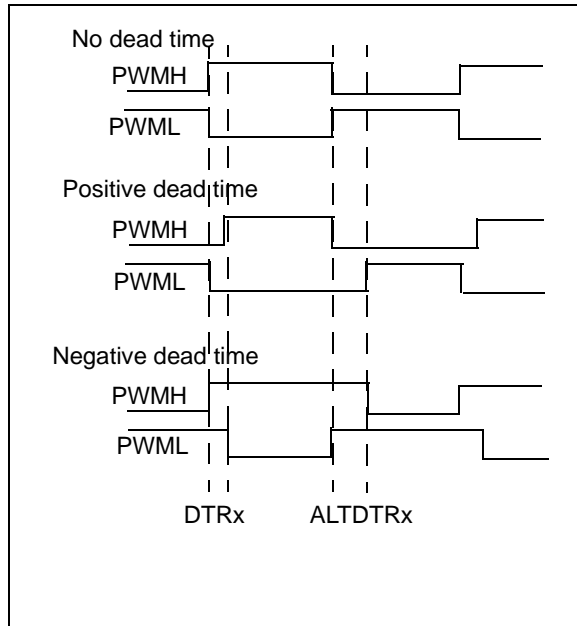 No dead time
PWMH
PWML
Positive dead time
PWMH
PWML
Negative dead time
PWMH
PWML
DTRx ALTDTRx